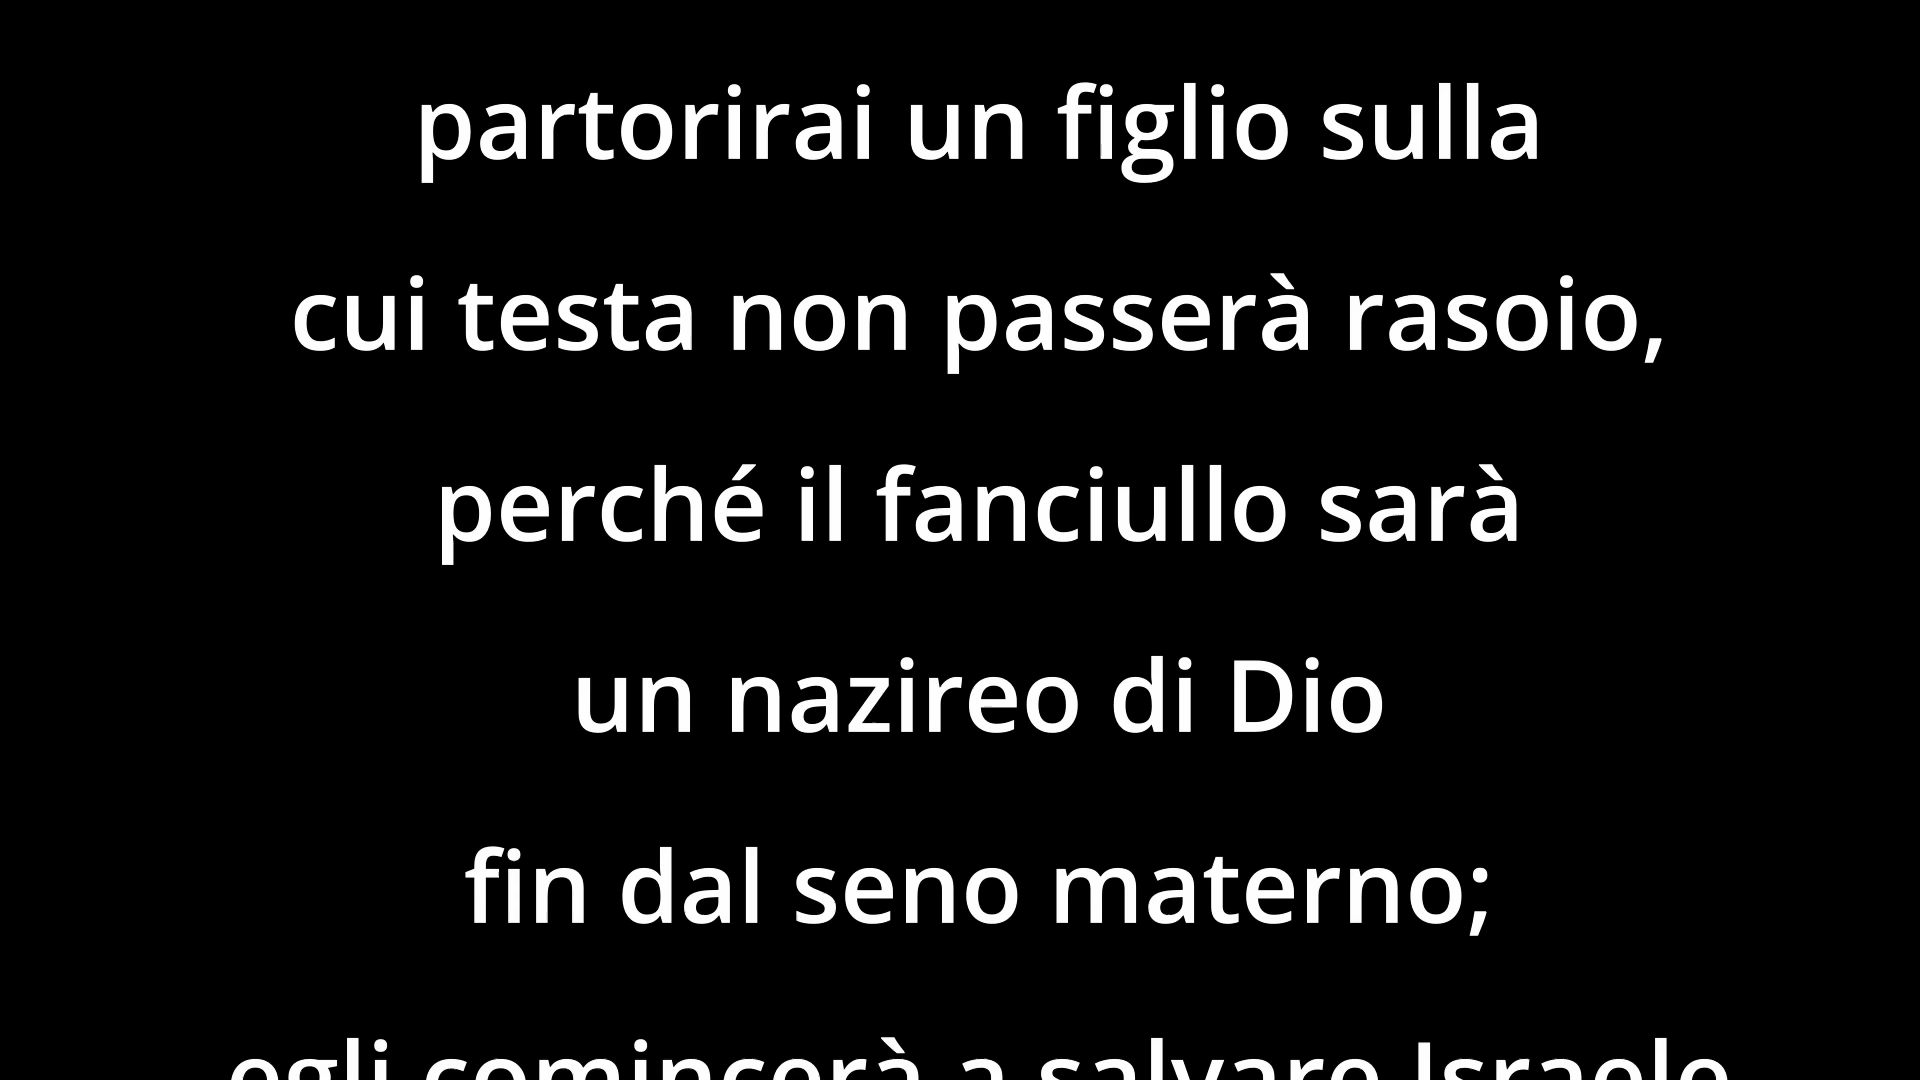 partorirai un figlio sulla
cui testa non passerà rasoio,
perché il fanciullo sarà
un nazireo di Dio
fin dal seno materno;
egli comincerà a salvare Israele